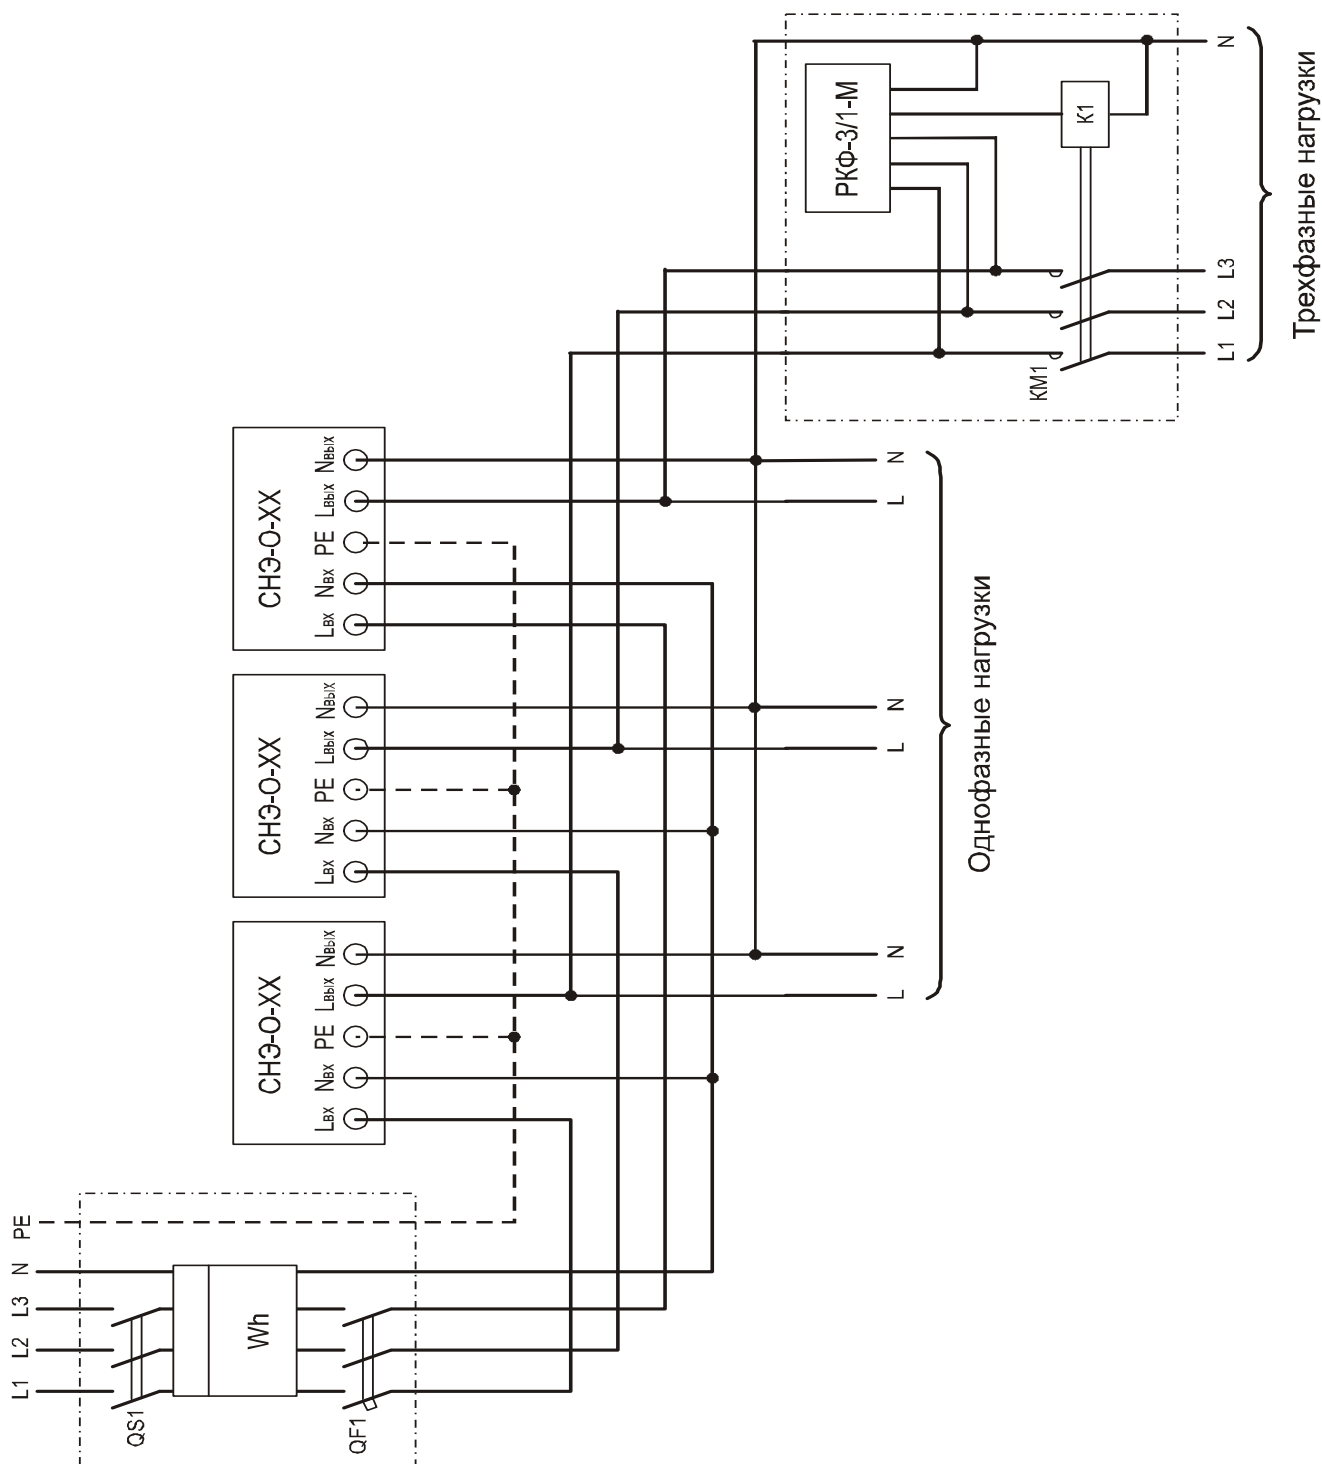 N
РКФ-3/1-М
К1
L3
L2
L1
КМ1
Трехфазные нагрузки
СНЭ-О-ХХ
Nвых
Lвых
PE
Nвх
Lвх
N
L
СНЭ-О-ХХ
Nвых
Lвых
PE
Nвх
Lвх
N
L
СНЭ-О-ХХ
Nвых
Lвых
PE
Nвх
Lвх
N
L
Однофазные нагрузки
PE
N
L3
L2
L1
QS1
Wh
QF1